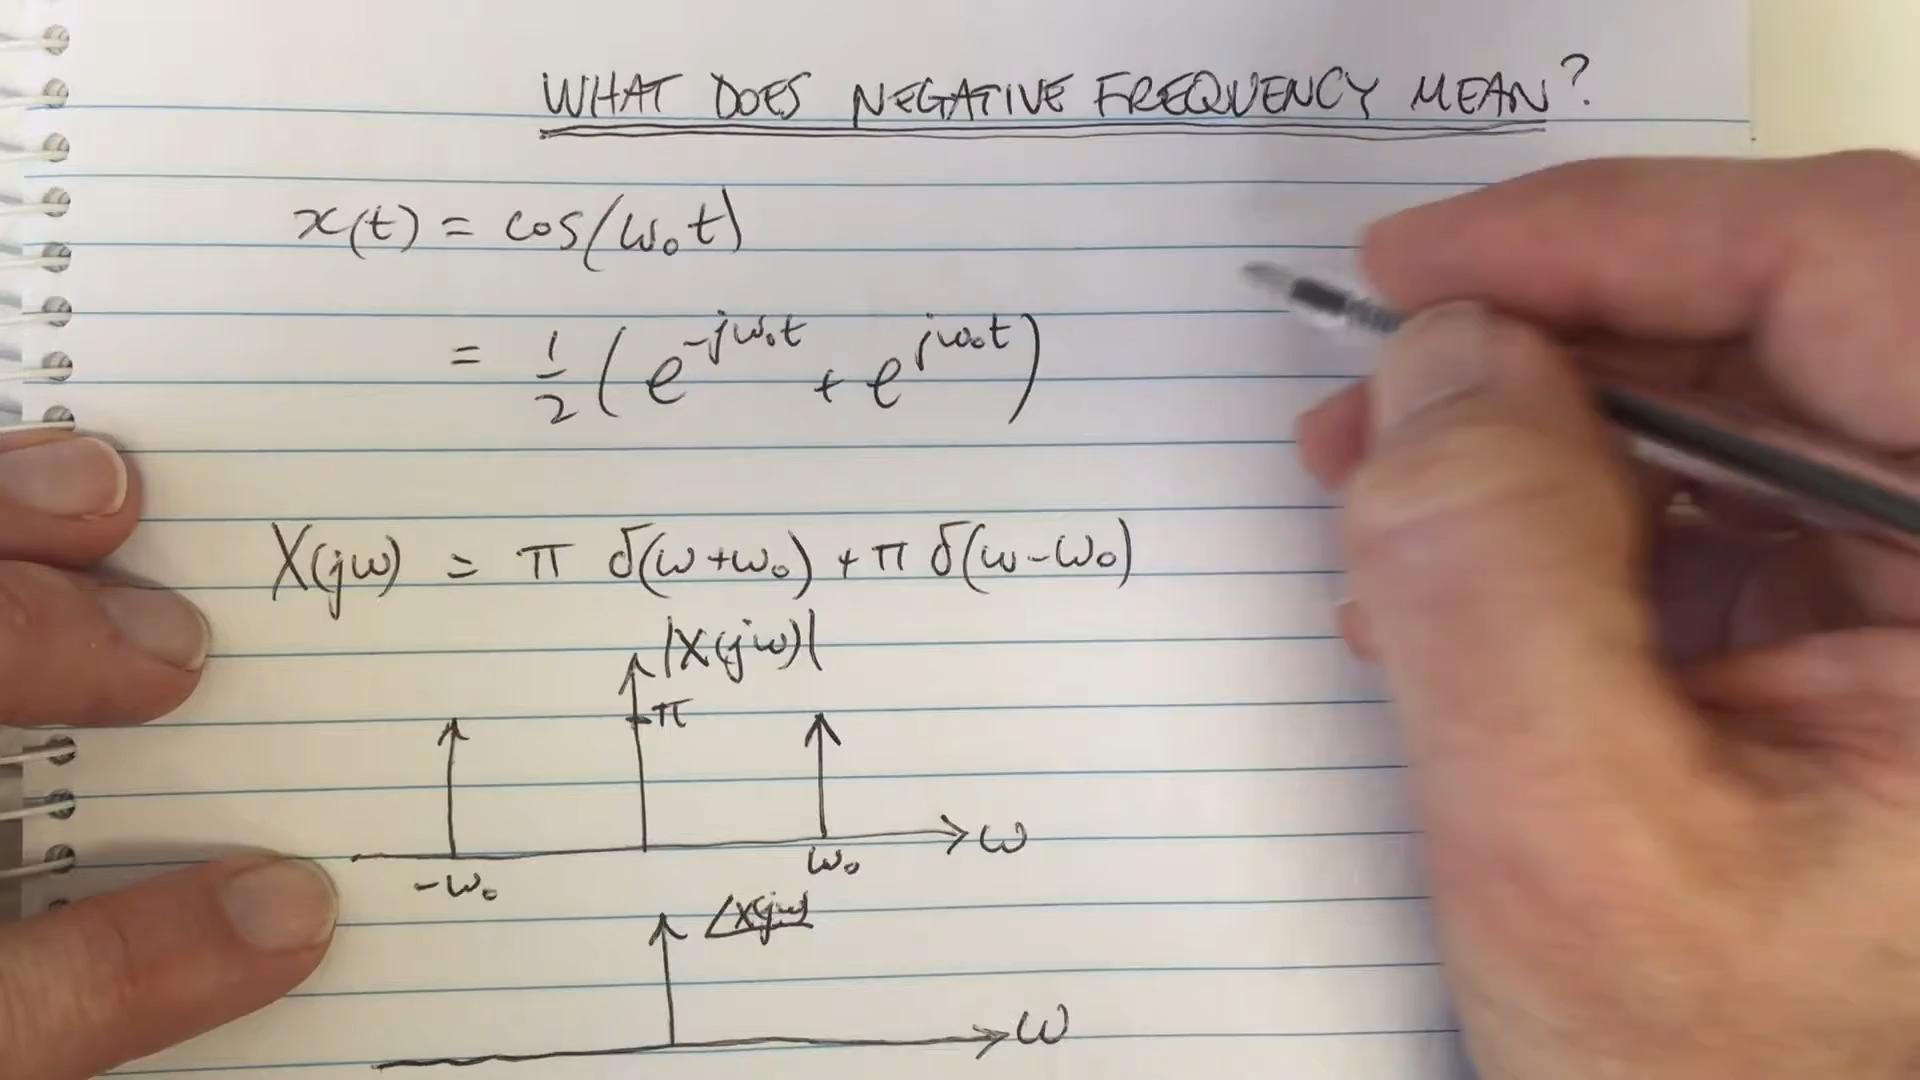 WHAT DOES NEGATIVE FREQUENCY MEAN?
x(t) = cos(ω₀t)
= 1/2 (e^-jω₀t + e^jω₀t)
X(jω) = π δ(ω+ω₀) + π δ(ω-ω₀)
|X(jω)|
π
ω
-ω₀ ω₀
∠X(jω)
ω